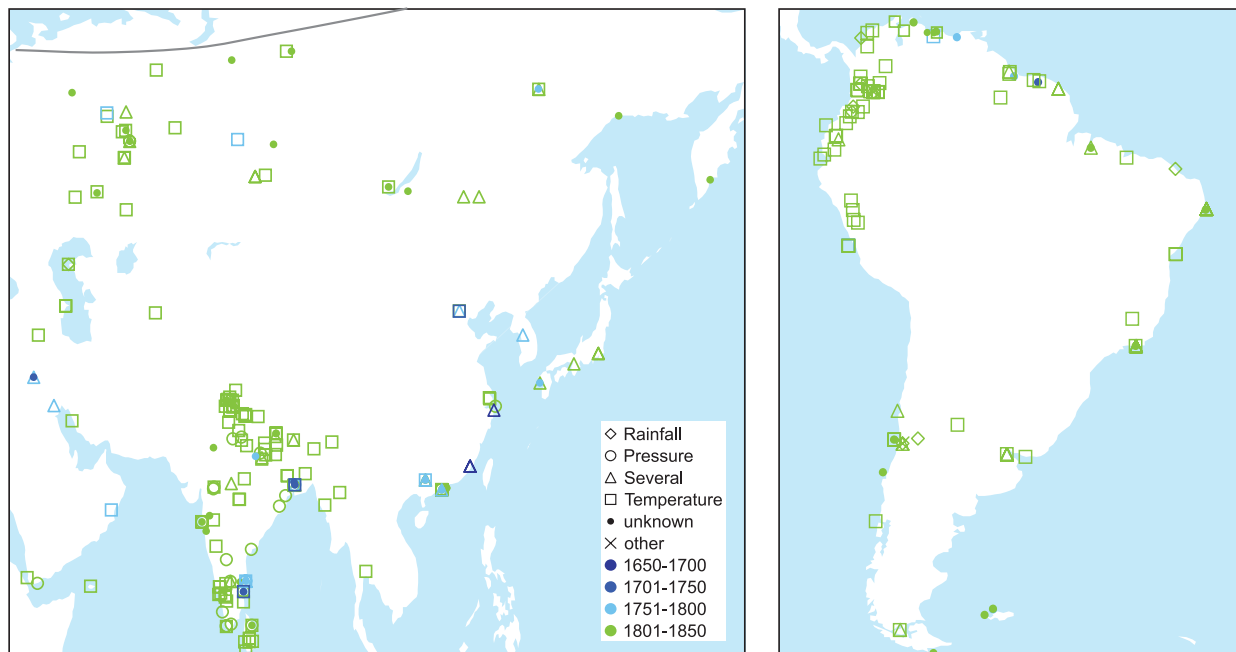 Rainfall
Pressure
Several
Temperature
unknown
other
1650-1700
1701-1750
1751-1800
1801-1850